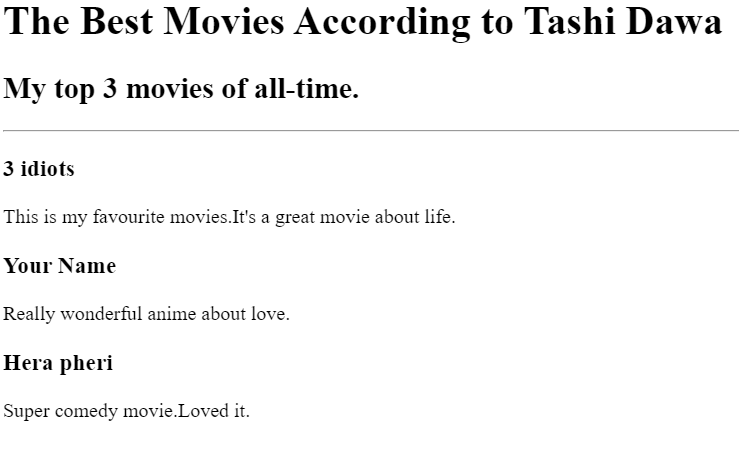 The Best Movies According to Tashi Dawa
My top 3 movies of all-time.
3 idiots
This is my favourite movies.It's a great movie about life.
Your Name
Really wonderful anime about love.
Hera pheri
Super comedy movie.Loved it.